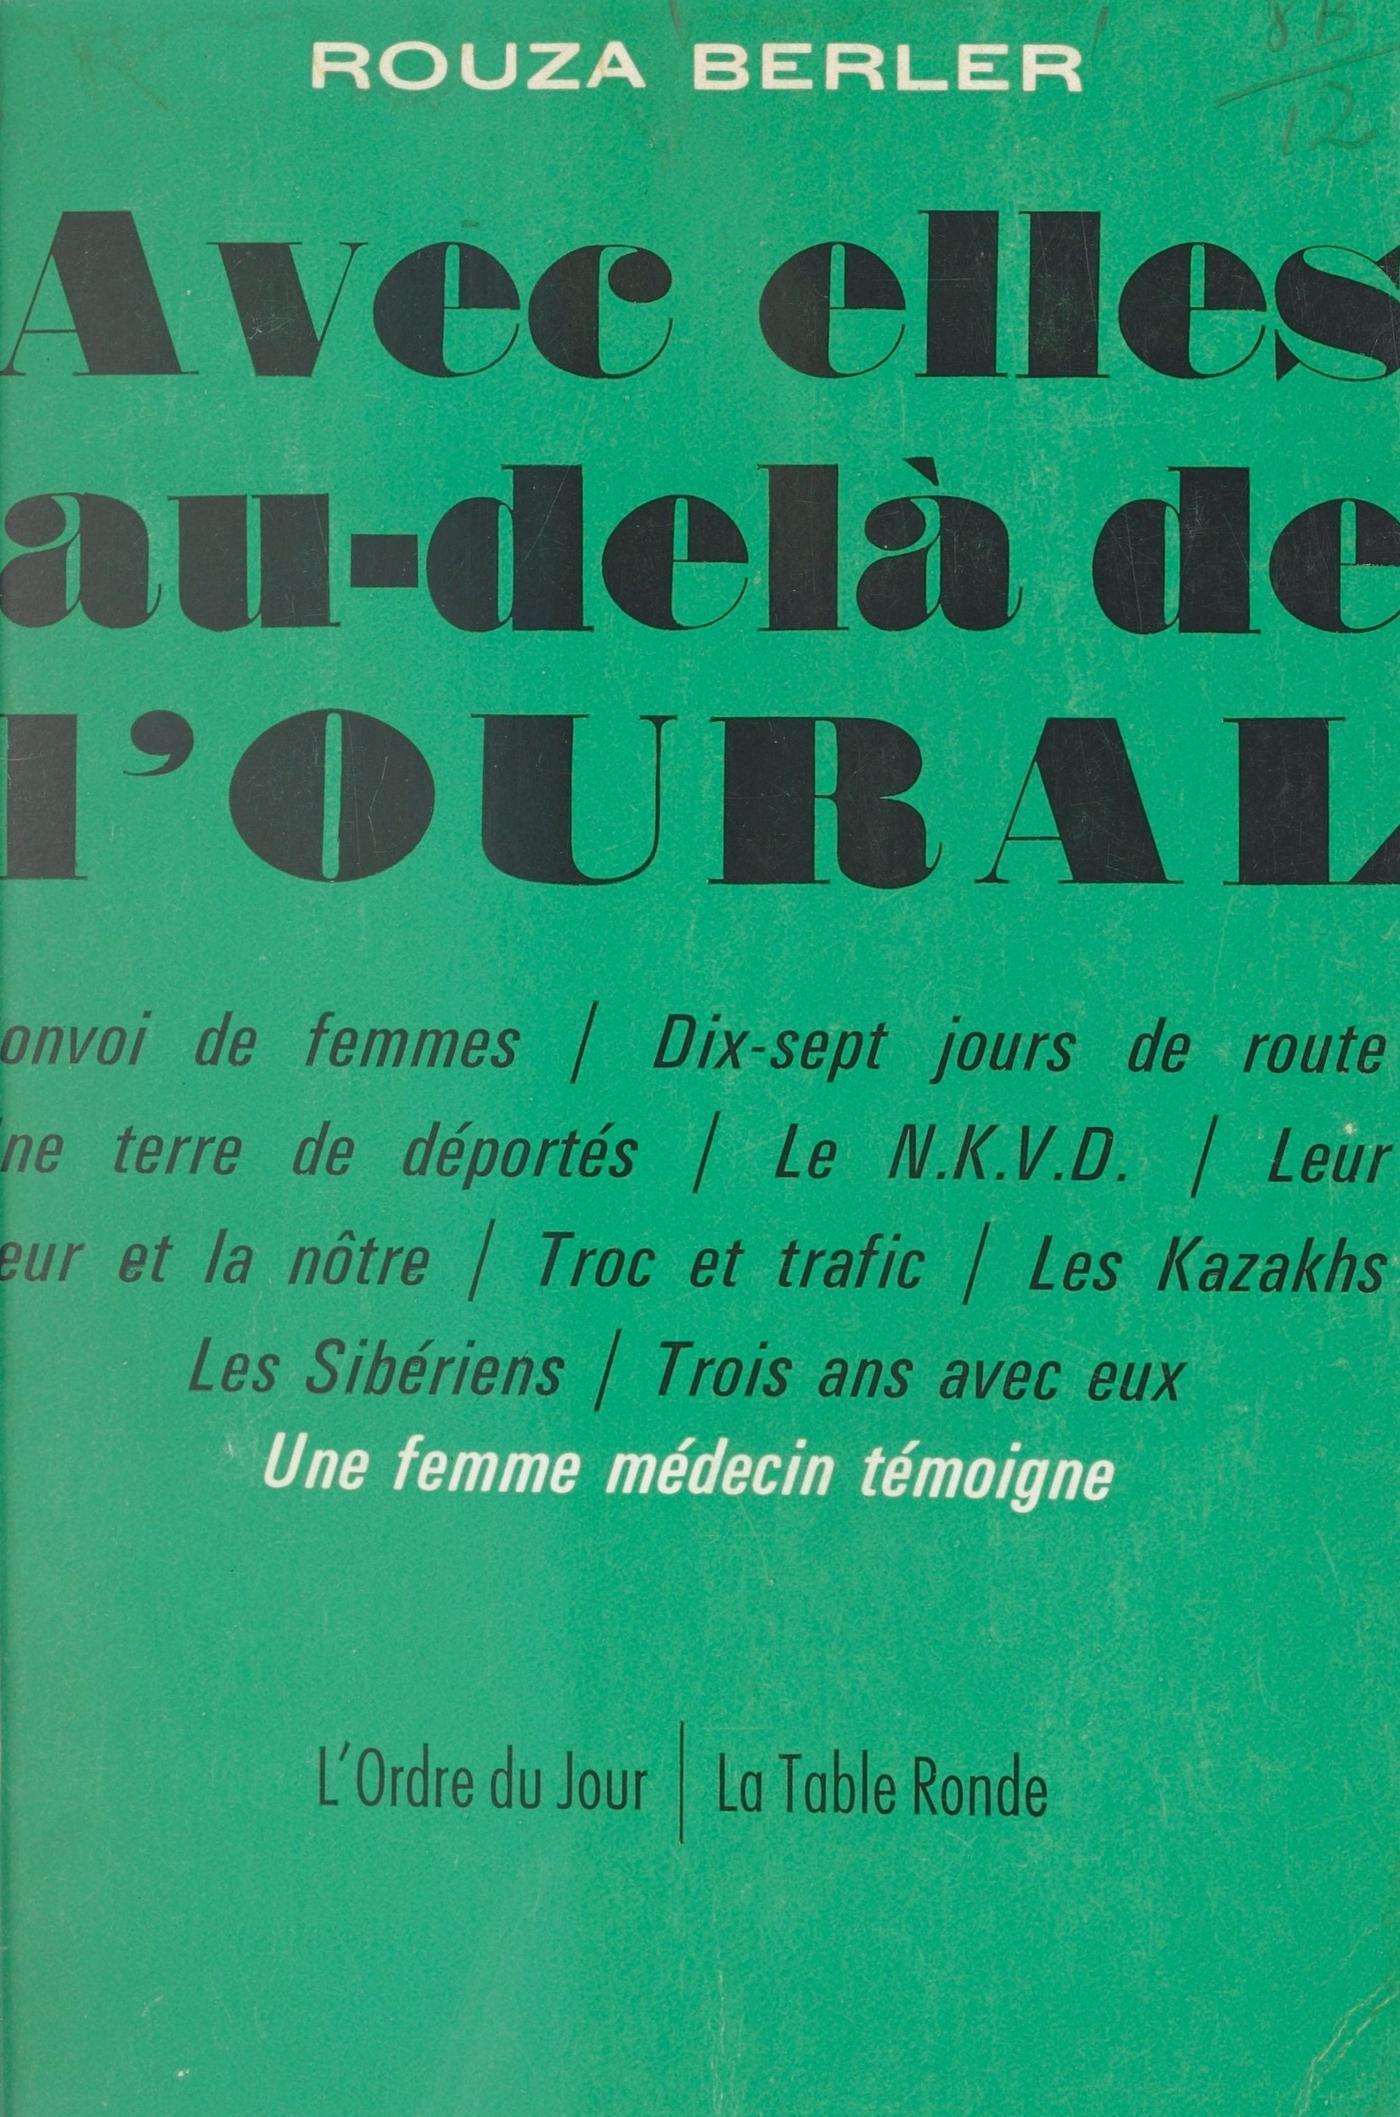 ROUZA BERLER
8B
12
Avec elles
au-delà de
l'OURAL
onvoi de femmes | Dix-sept jours de route
ne terre de déportés | Le N.K.V.D. | Leur
eur et la nôtre | Troc et trafic | Les Kazakhs
Les Sibériens | Trois ans avec eux
Une femme médecin témoigne
L'Ordre du Jour | La Table Ronde